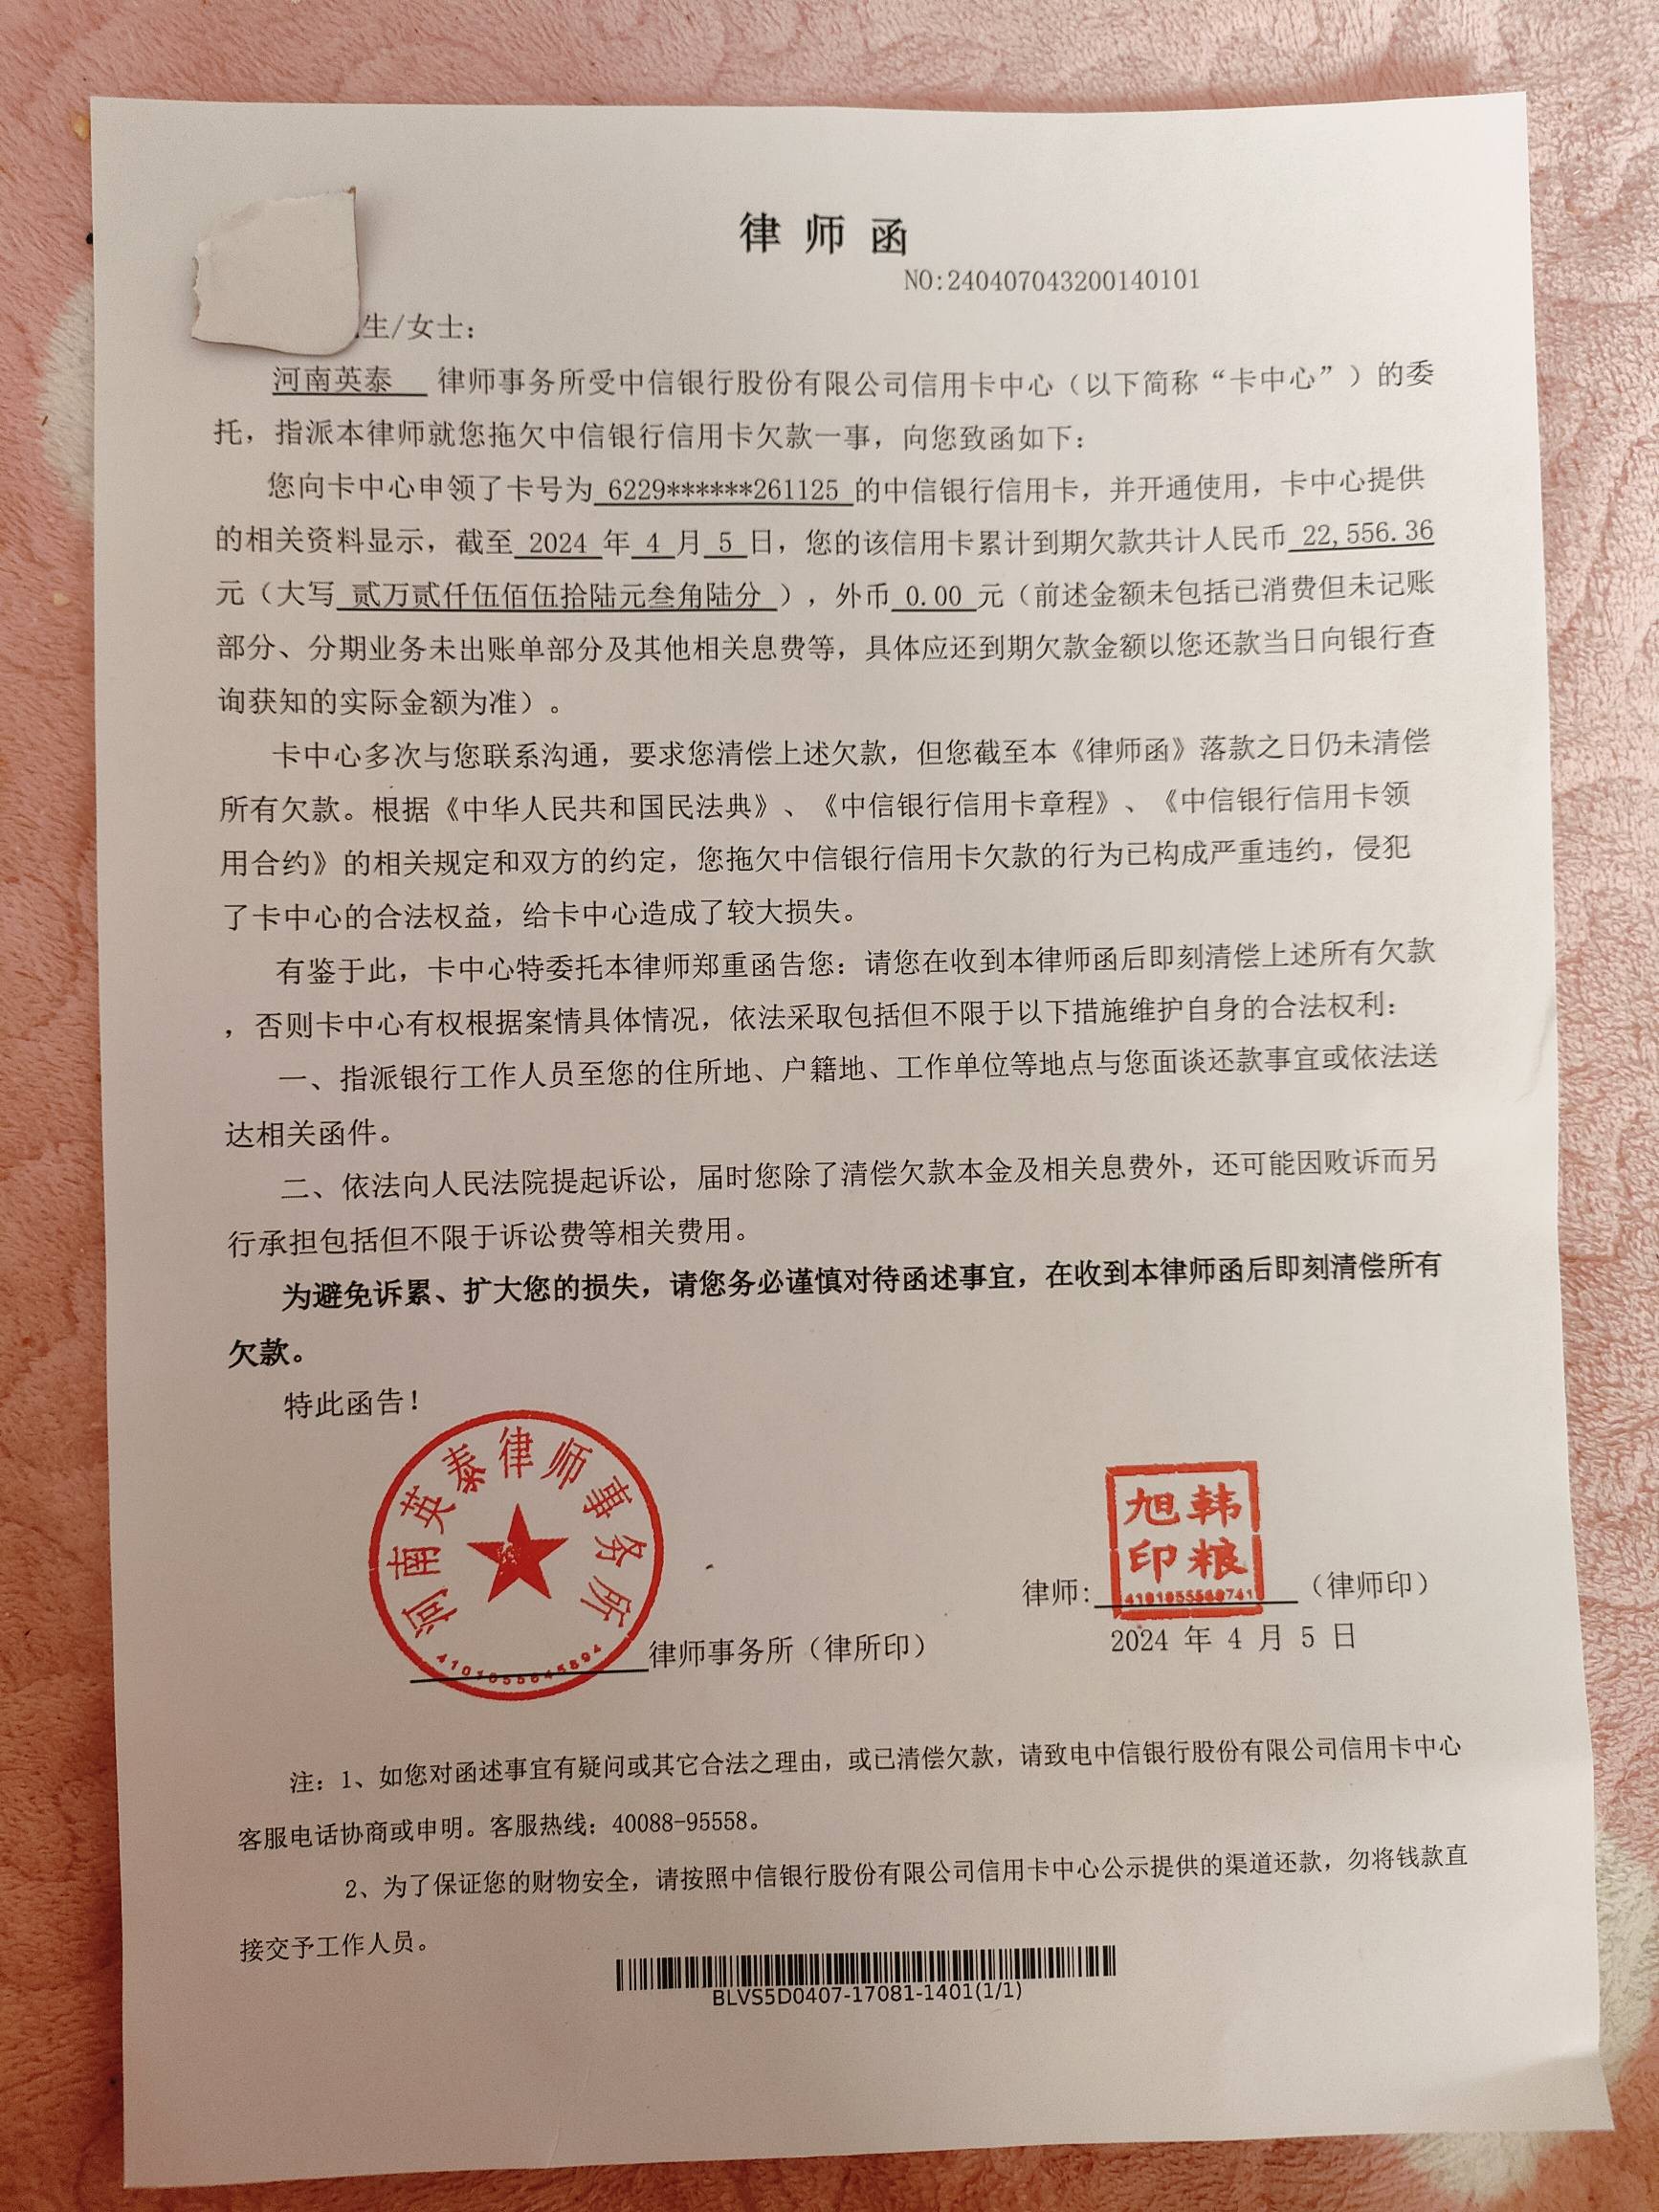 律师函
NO:240407043200140101
生/女士：
河南英泰 律师事务所受中信银行股份有限公司信用卡中心（以下简称“卡中心”）的委
托，指派本律师就您拖欠中信银行信用卡欠款一事，向您致函如下：
您向卡中心申领了卡号为 6229******261125 的中信银行信用卡，并开通使用，卡中心提供
的相关资料显示，截至 2024 年 4 月 5 日，您的该信用卡累计到期欠款共计人民币 22,556.36
元（大写 贰万贰仟伍佰伍拾陆元叁角陆分 ），外币 0.00 元（前述金额未包括已消费但未记账
部分、分期业务未出账单部分及其他相关息费等，具体应还到期欠款金额以您还款当日向银行查
询获知的实际金额为准）。
卡中心多次与您联系沟通，要求您清偿上述欠款，但您截至本《律师函》落款之日仍未清偿
所有欠款。根据《中华人民共和国民法典》、《中信银行信用卡章程》、《中信银行信用卡领
用合约》的相关规定和双方的约定，您拖欠中信银行信用卡欠款的行为已构成严重违约，侵犯
了卡中心的合法权益，给卡中心造成了较大损失。
有鉴于此，卡中心特委托本律师郑重函告您：请您在收到本律师函后即刻清偿上述所有欠款
，否则卡中心有权根据案情具体情况，依法采取包括但不限于以下措施维护自身的合法权利：
一、指派银行工作人员至您的住所地、户籍地、工作单位等地点与您面谈还款事宜或依法送
达相关函件。
二、依法向人民法院提起诉讼，届时您除了清偿欠款本金及相关息费外，还可能因败诉而另
行承担包括但不限于诉讼费等相关费用。
为避免诉累、扩大您的损失，请您务必谨慎对待函述事宜，在收到本律师函后即刻清偿所有
欠款。
特此函告！
河南英泰律师事务所
律师事务所（律所印）
韩粮旭印
律师：（律师印）
2024 年 4 月 5 日
注：1、如您对函述事宜有疑问或其它合法之理由，或已清偿欠款，请致电中信银行股份有限公司信用卡中心
客服电话协商或申明。客服热线：40088-95558。
2、为了保证您的财物安全，请按照中信银行股份有限公司信用卡中心公示提供的渠道还款，勿将钱款直
接交予工作人员。
BLVS5D0407-17081-1401(1/1)